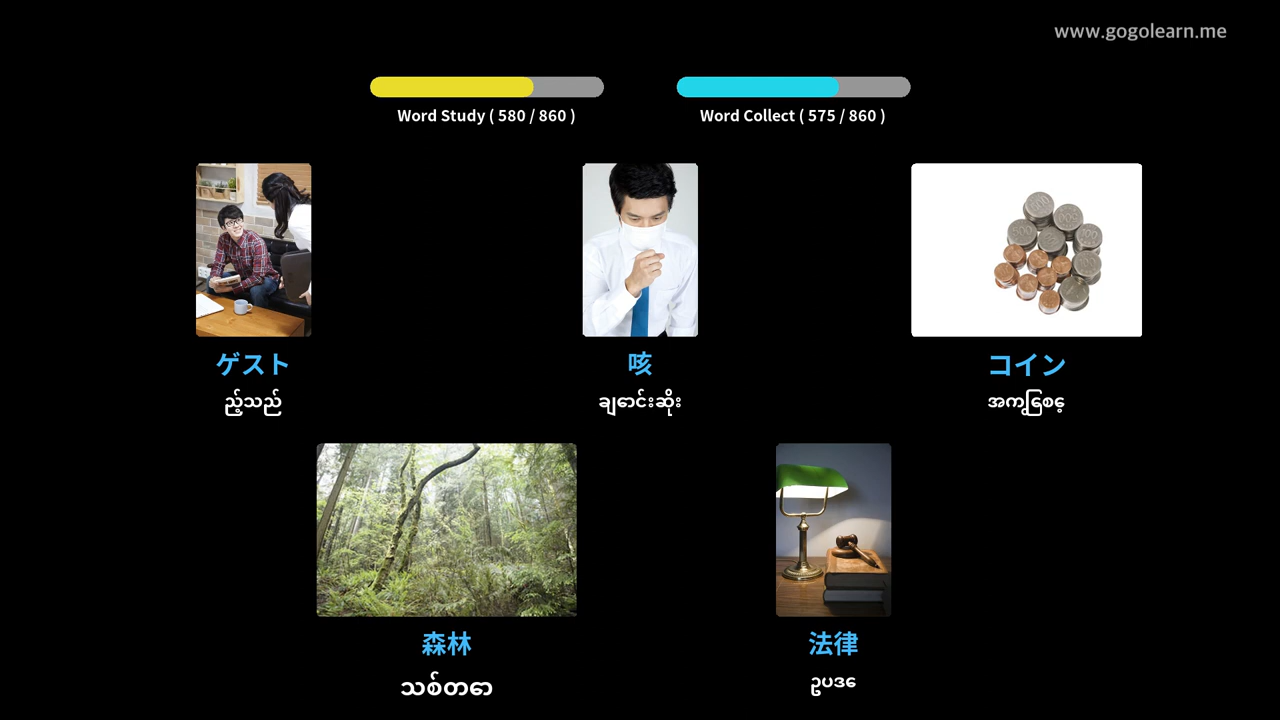 www.gogolearn.me
Word Study ( 580 / 860 )
Word Collect ( 575 / 860 )
ゲスト
ည့်သည်
咳
ချောင်းဆိုး
コイン
အကြွေစေ့
森林
သစ်တော
法律
ဥပဒေ